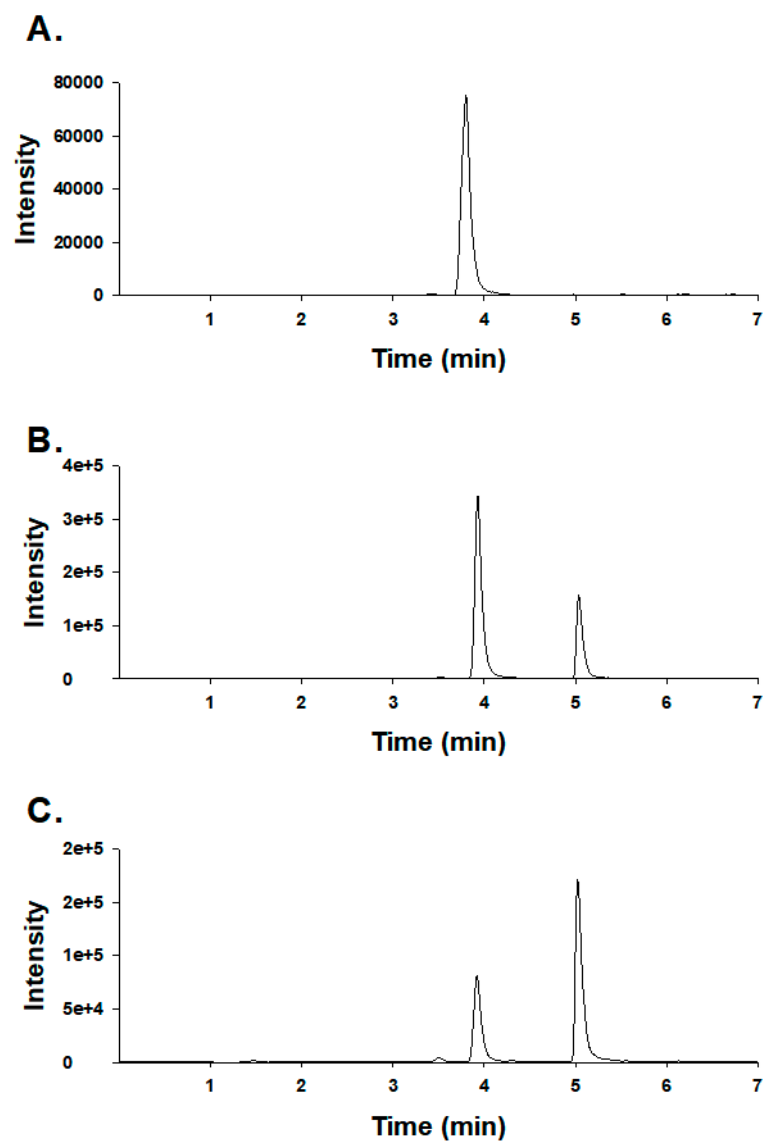 A.
80000
60000
40000
20000
0
Intensity
1 2 3 4 5 6 7
Time (min)
B.
4e+5
3e+5
2e+5
1e+5
0
Intensity
1 2 3 4 5 6 7
Time (min)
C.
2e+5
2e+5
1e+5
5e+4
0
Intensity
1 2 3 4 5 6 7
Time (min)